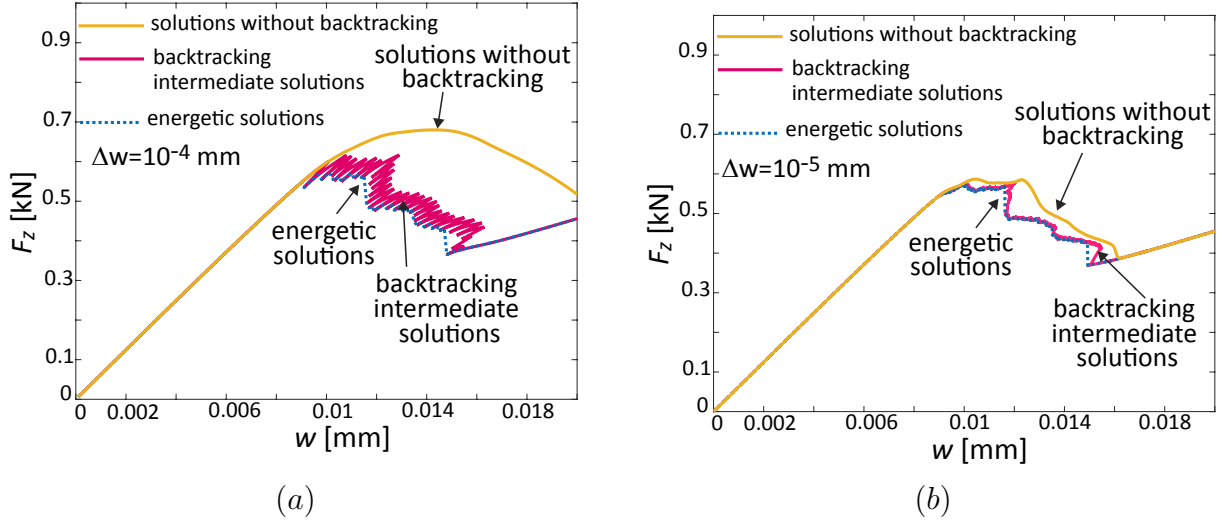 solutions without backtracking
backtracking
intermediate solutions
energetic solutions
Δw=10⁻⁴ mm
solutions without
backtracking
energetic
solutions
backtracking
intermediate
solutions
0.9
0.7
0.5
0.3
0.1
0
F_z [kN]
0 0.002 0.006 0.01 0.014 0.018
w [mm]
(a)
solutions without backtracking
backtracking
intermediate solutions
energetic solutions
Δw=10⁻⁵ mm
solutions without
backtracking
energetic
solutions
backtracking
intermediate
solutions
0.9
0.7
0.5
0.3
0.1
0
F_z [kN]
0 0.002 0.006 0.01 0.014 0.018
w [mm]
(b)